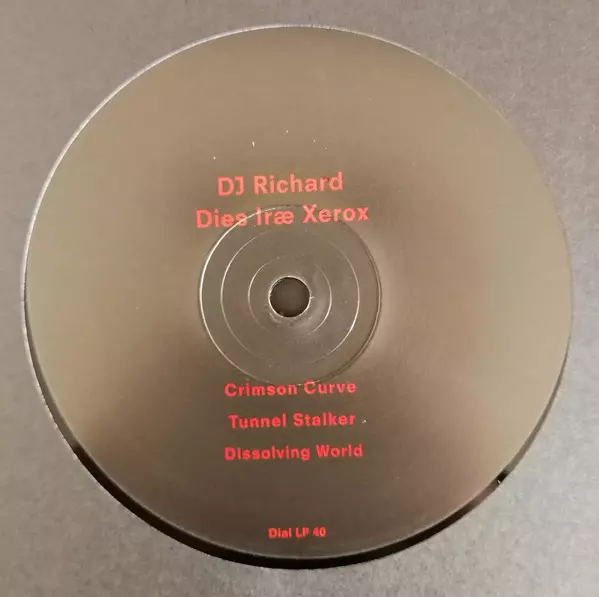 DJ Richard
Dies Iræ Xerox
Crimson Curve
Tunnel Stalker
Dissolving World
Dial LP 40